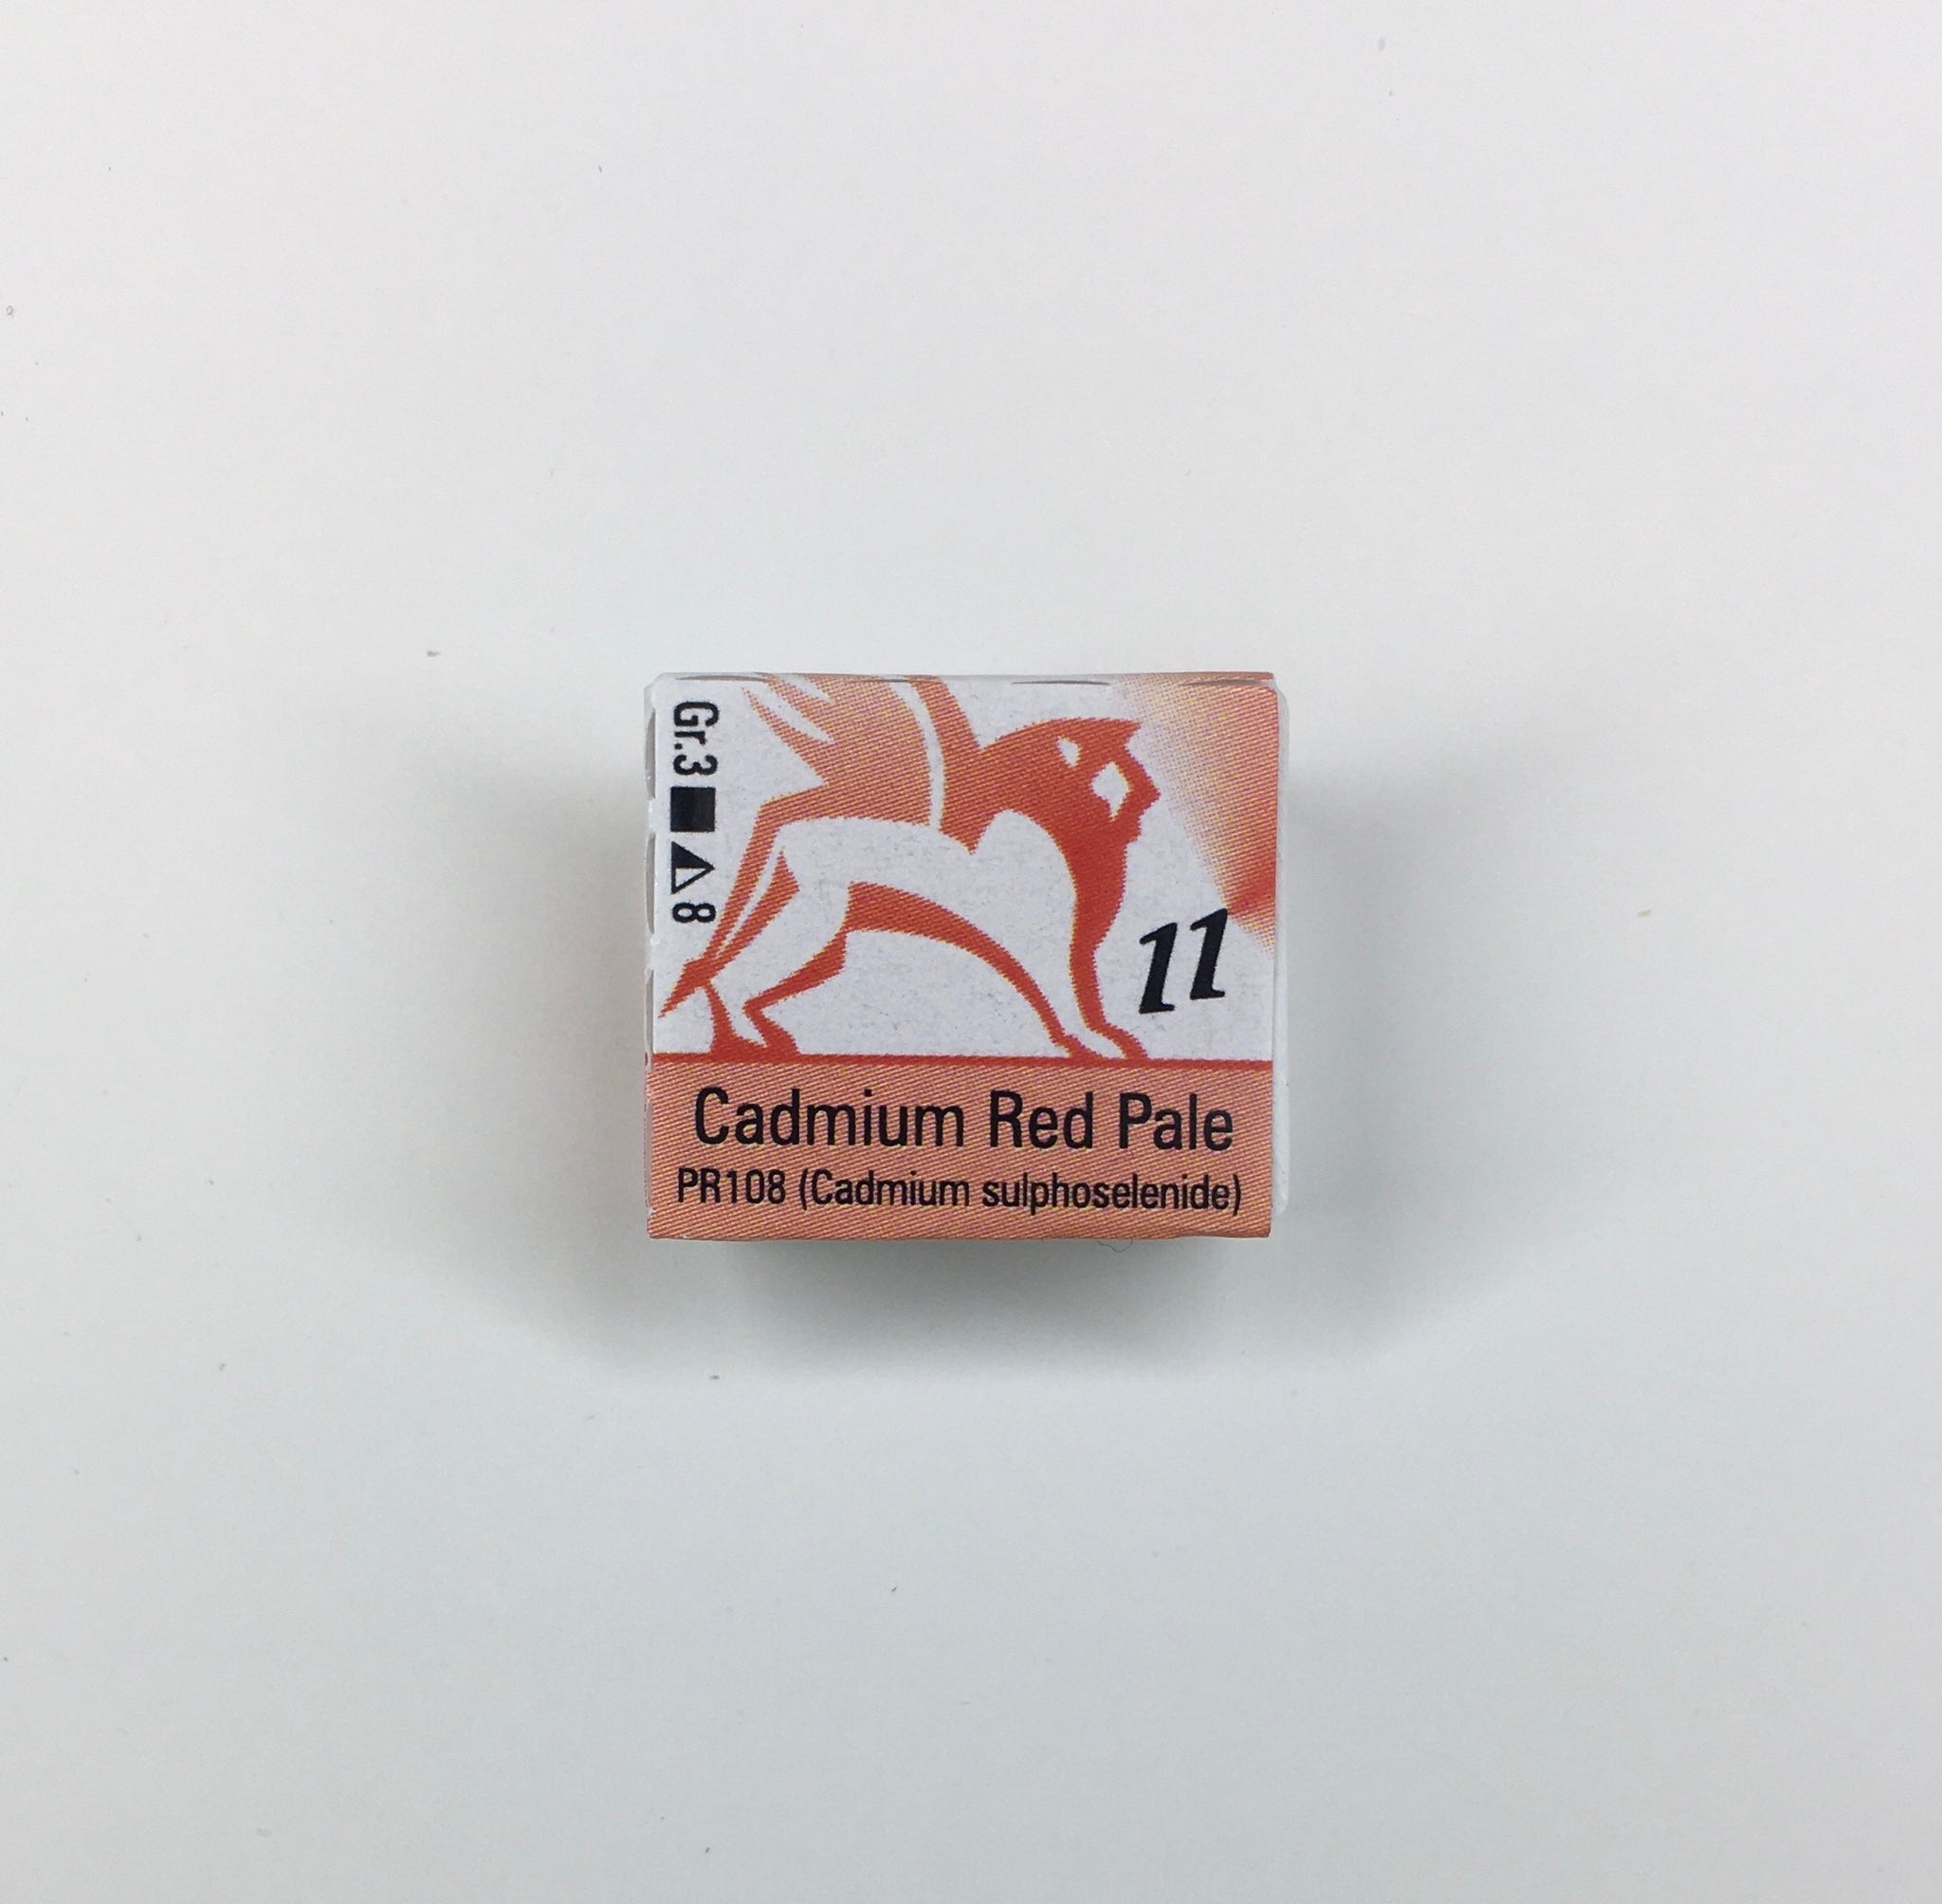 Gr.3 ■ ◭ 8
11
Cadmium Red Pale
PR108 (Cadmium sulphoselenide)